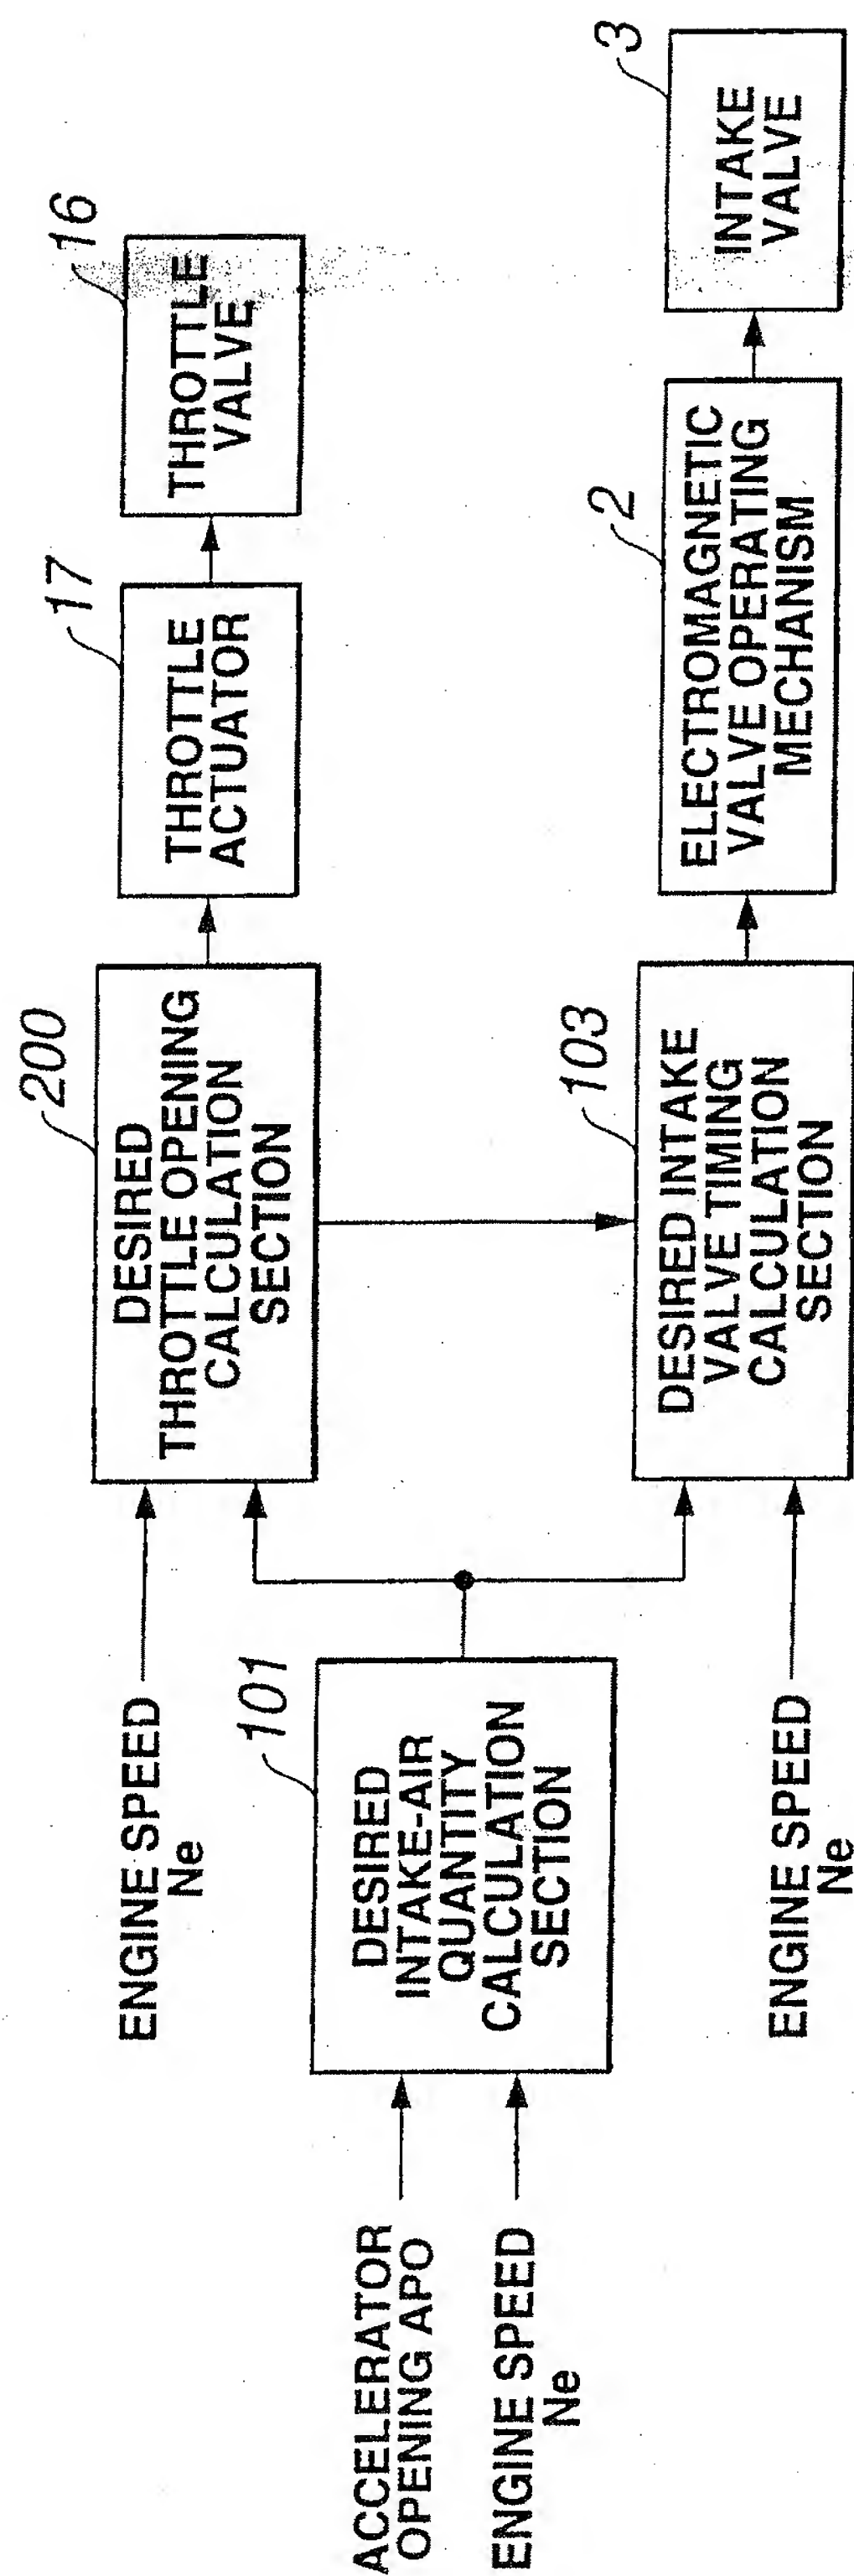 ACCELERATOR
OPENING APO
ENGINE SPEED
Ne
101
DESIRED
INTAKE-AIR
QUANTITY
CALCULATION
SECTION
ENGINE SPEED
Ne
200
DESIRED
THROTTLE OPENING
CALCULATION
SECTION
17
THROTTLE
ACTUATOR
16
THROTTLE
VALVE
ENGINE SPEED
Ne
103
DESIRED INTAKE
VALVE TIMING
CALCULATION
SECTION
2
ELECTROMAGNETIC
VALVE OPERATING
MECHANISM
3
INTAKE
VALVE